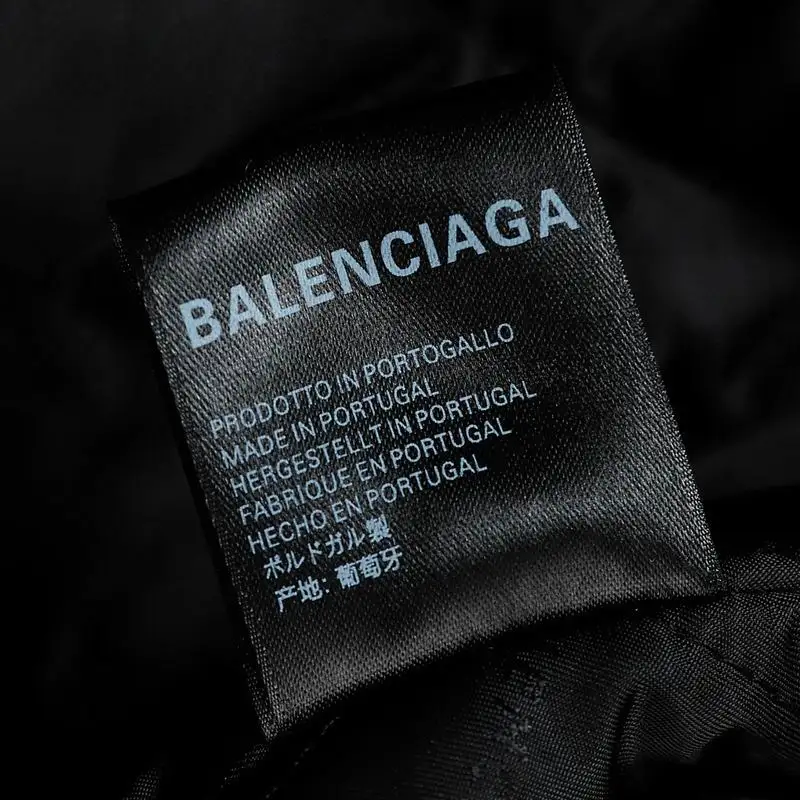 BALENCIAGA
PRODOTTO IN PORTOGALLO
MADE IN PORTUGAL
HERGESTELLT IN PORTUGAL
FABRIQUE EN PORTUGAL
HECHO EN PORTUGAL
ポルトガル製
产地: 葡萄牙